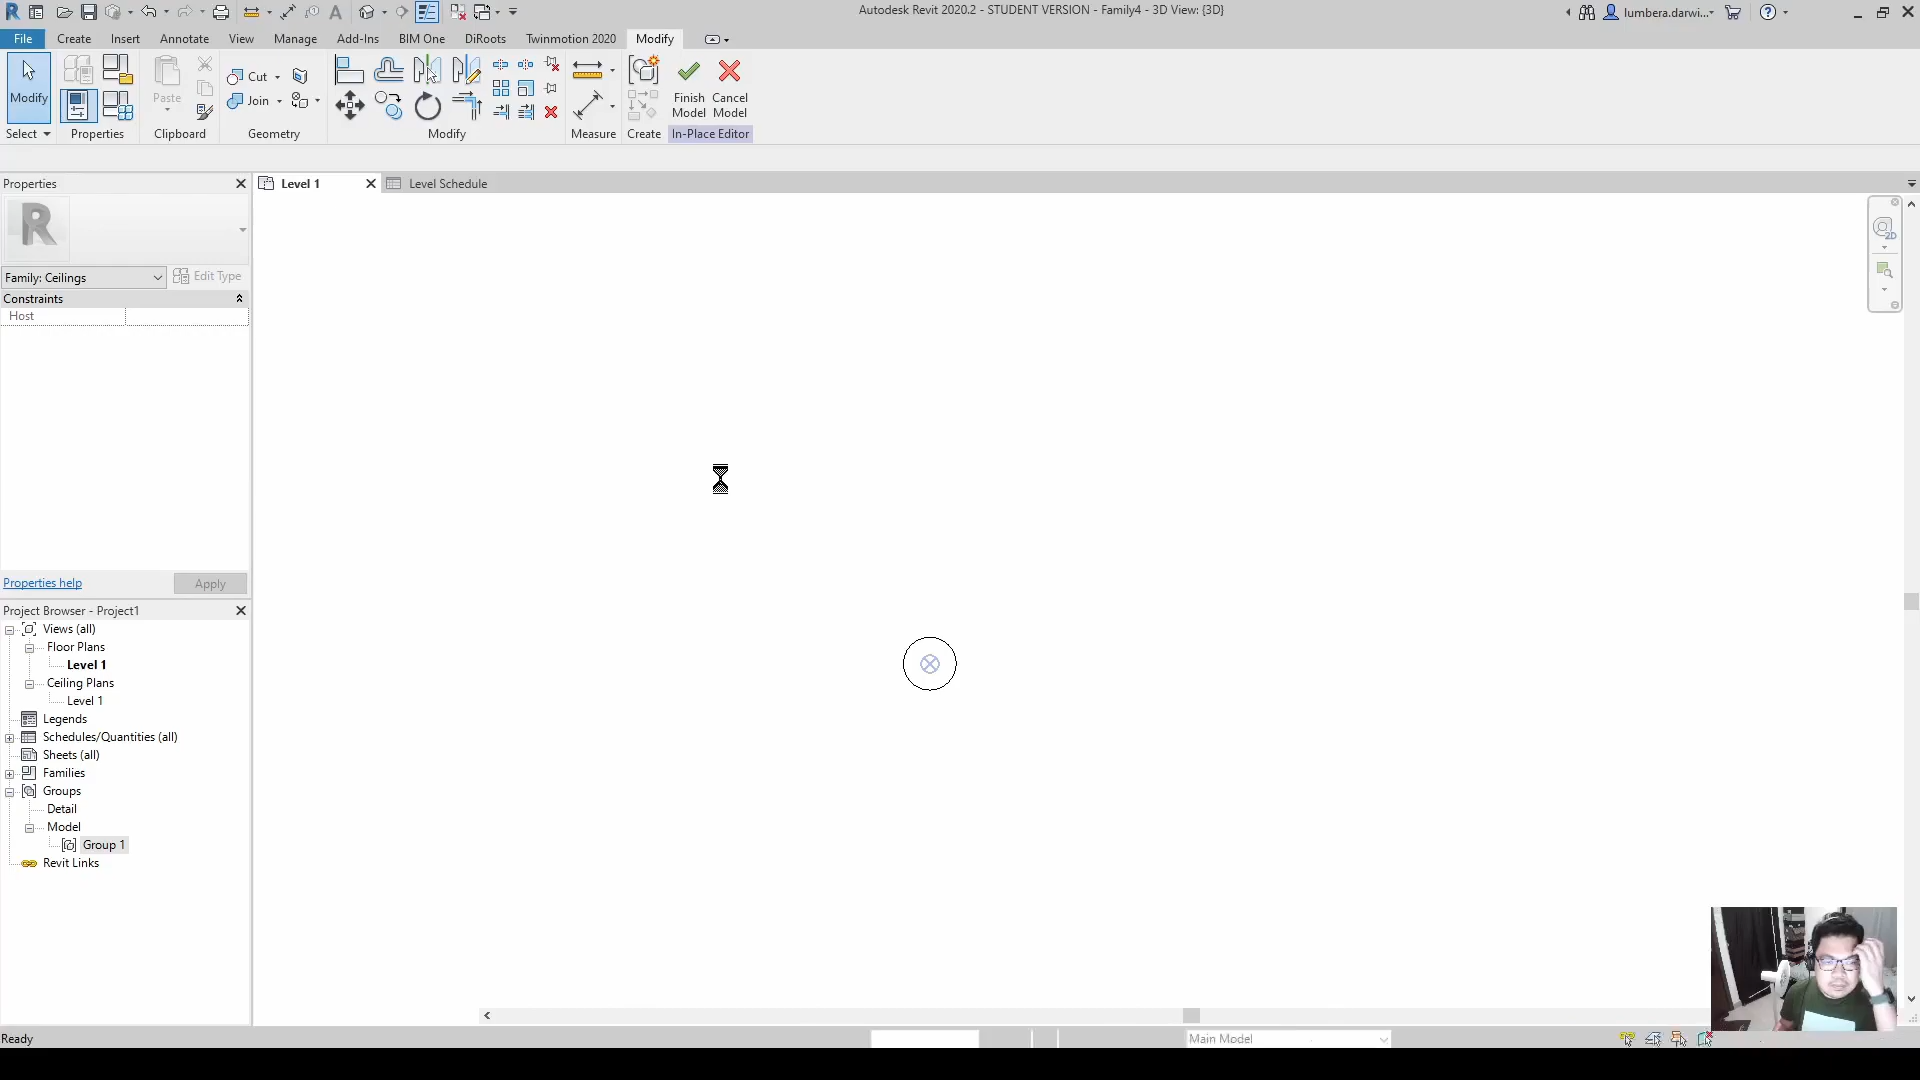 Autodesk Revit 2020.2 - STUDENT VERSION - Family4 - 3D View: {3D}
lumbera.darwi...
File Create Insert Annotate View Manage Add-Ins BIM One DiRoots Twinmotion 2020 Modify
Modify
Paste
Cut
Join
Finish Model
Cancel Model
Select Properties Clipboard Geometry Modify Measure Create In-Place Editor
Properties
Level 1
Level Schedule
2D
R
Family: Ceilings
Edit Type
Constraints
Host
Properties help
Apply
Project Browser - Project1
Views (all)
Floor Plans
Level 1
Ceiling Plans
Level 1
Legends
Schedules/Quantities (all)
Sheets (all)
Families
Groups
Detail
Model
Group 1
Revit Links
Ready
Main Model